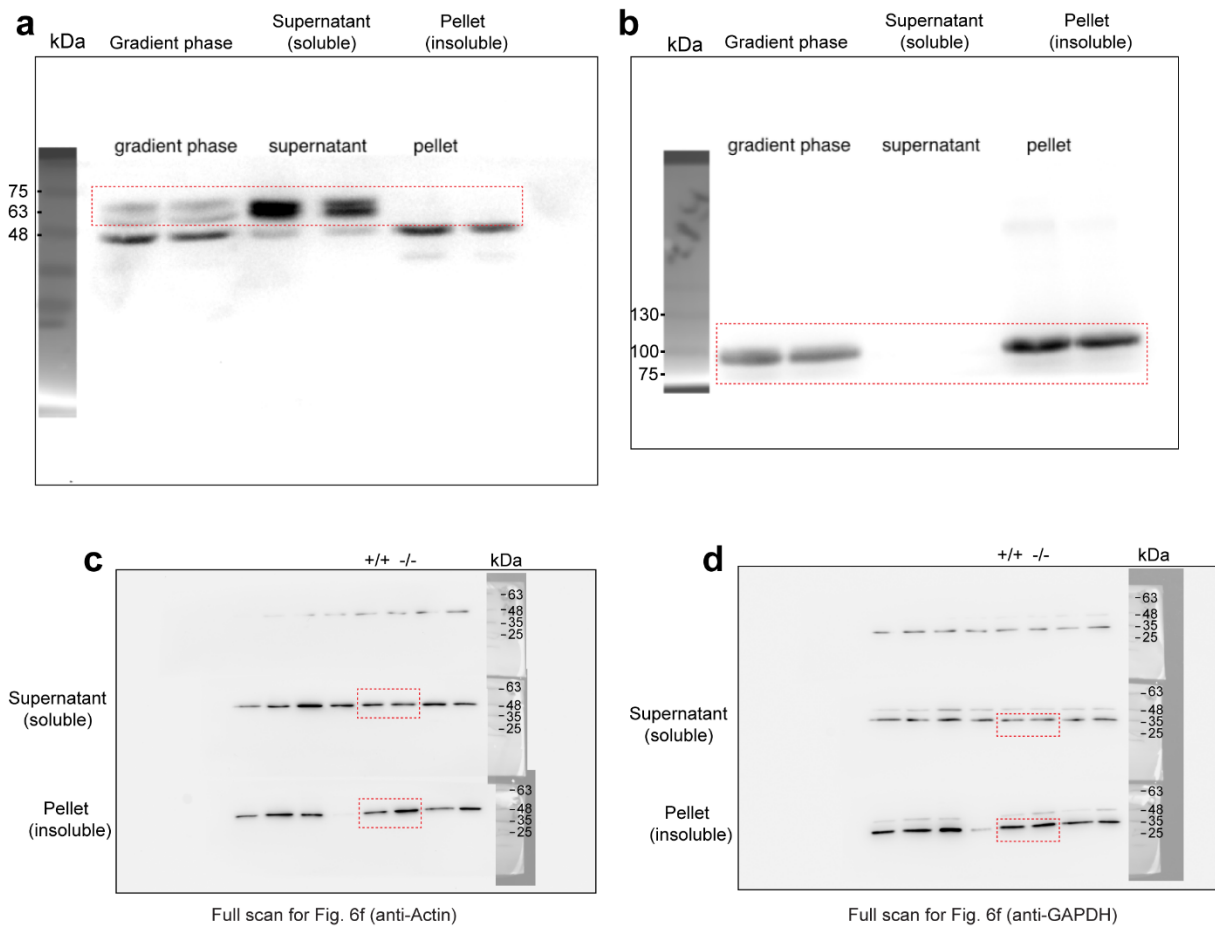 a
kDa
Gradient phase
Supernatant
(soluble)
Pellet
(insoluble)
gradient phase
supernatant
pellet
75
63
48
b
kDa
Gradient phase
Supernatant
(soluble)
Pellet
(insoluble)
gradient phase
supernatant
pellet
130
100
75
c
+/+ -/-
kDa
-63
-48
-35
-25
Supernatant
(soluble)
-63
-48
-35
-25
Pellet
(insoluble)
-63
-48
-35
-25
Full scan for Fig. 6f (anti-Actin)
d
+/+ -/-
kDa
-63
-48
-35
-25
Supernatant
(soluble)
-63
-48
-35
-25
Pellet
(insoluble)
-63
-48
-35
-25
Full scan for Fig. 6f (anti-GAPDH)